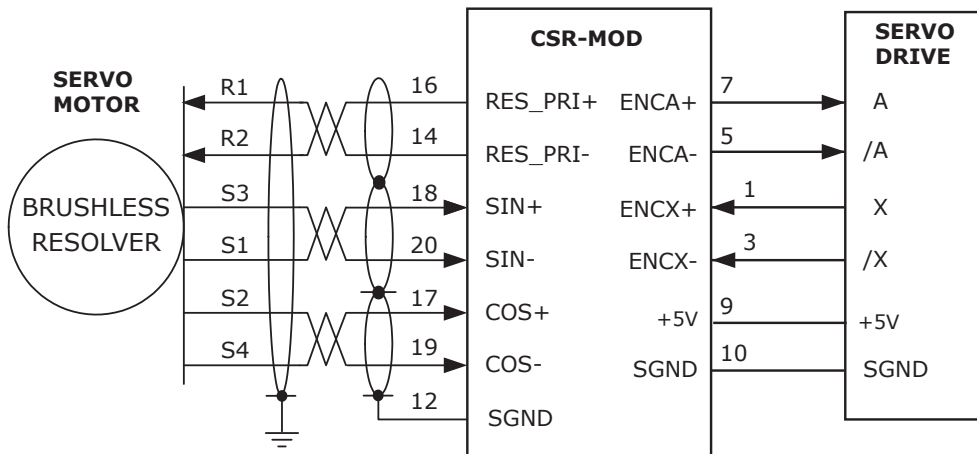 SERVO
MOTOR
BRUSHLESS
RESOLVER
R1
R2
S3
S1
S2
S4
16
14
18
20
17
19
12
CSR-MOD
RES_PRI+
RES_PRI-
SIN+
SIN-
COS+
COS-
SGND
ENCA+
ENCA-
ENCX+
ENCX-
+5V
SGND
7
5
1
3
9
10
SERVO
DRIVE
A
/A
X
/X
+5V
SGND